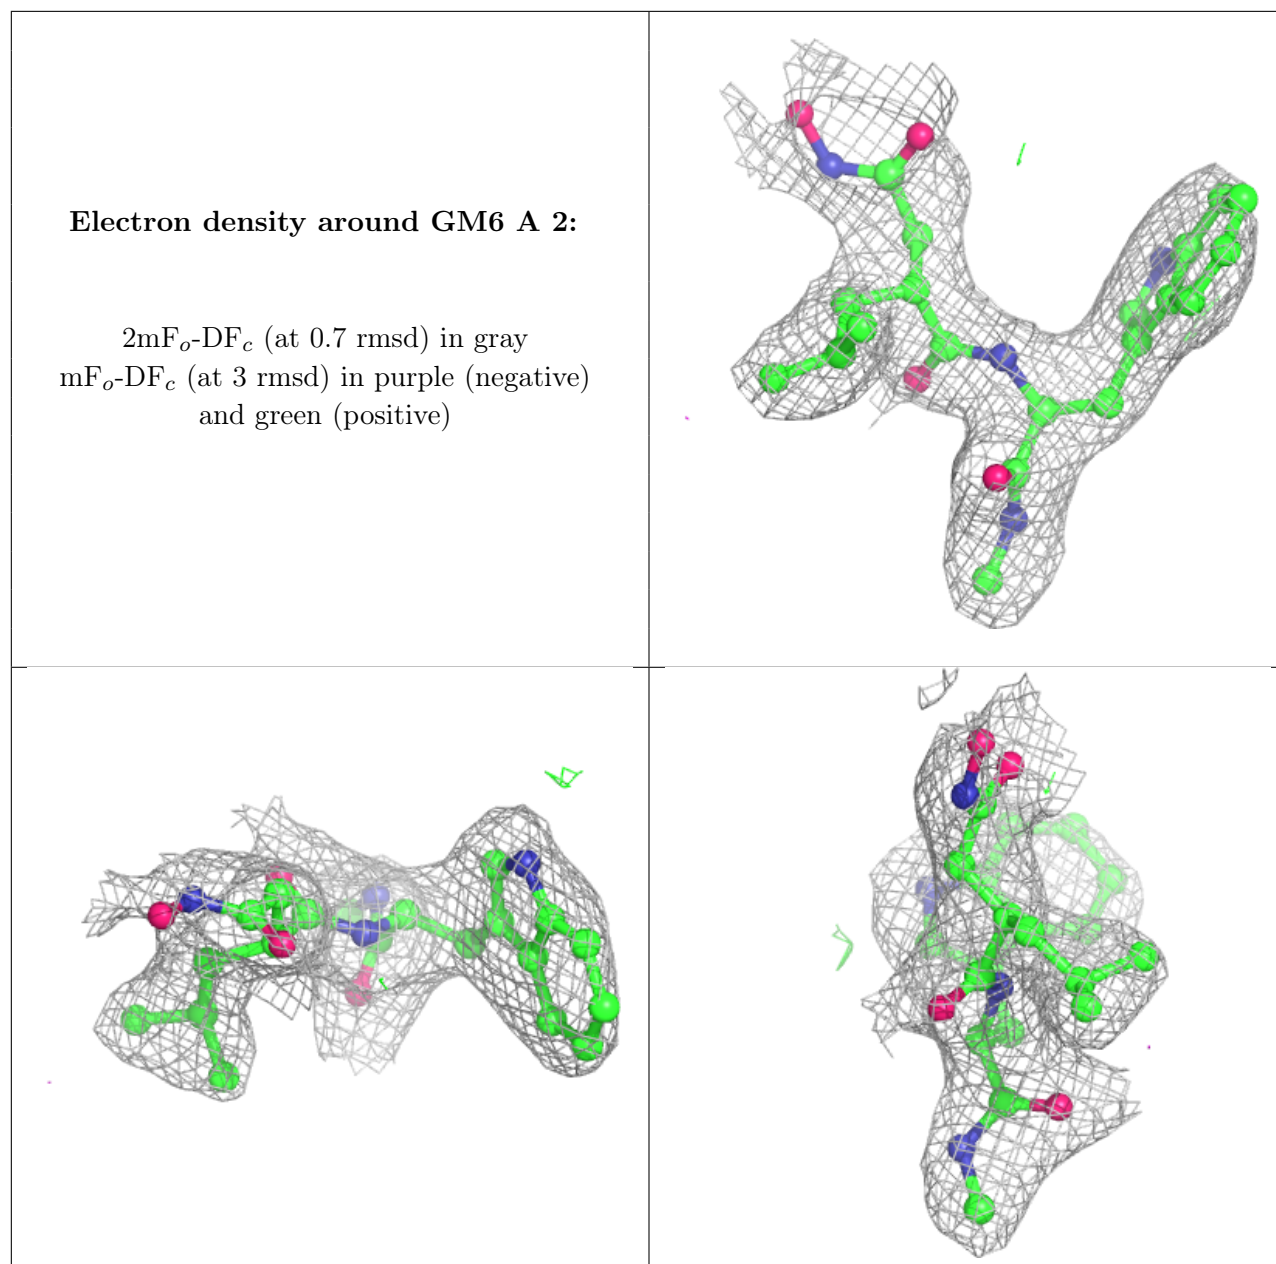 Electron density around GM6 A 2:
2mFo-DFc (at 0.7 rmsd) in gray
mFo-DFc (at 3 rmsd) in purple (negative)
and green (positive)